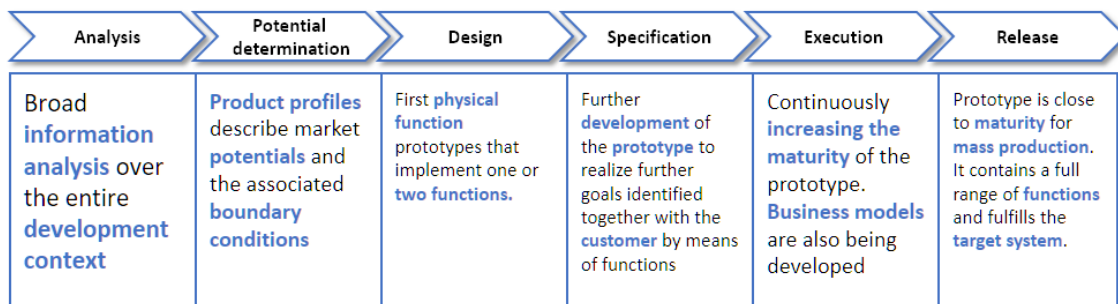 Analysis
Potential
determination
Design
Specification
Execution
Release
Broad
information
analysis over
the entire
development
context
Product profiles
describe market
potentials and
the associated
boundary
conditions
First physical
function
prototypes that
implement one or
two functions.
Further
development of
the prototype to
realize further
goals identified
together with the
customer by means
of functions
Continuously
increasing the
maturity of the
prototype.
Business models
are also being
developed
Prototype is close
to maturity for
mass production.
It contains a full
range of functions
and fulfills the
target system.